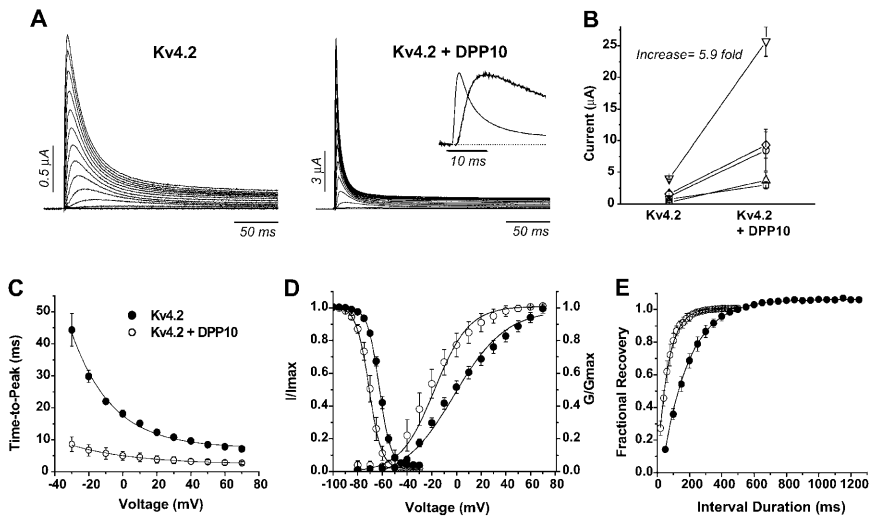 A
Kv4.2
Kv4.2 + DPP10
0.5 µA
50 ms
3 µA
10 ms
50 ms
B
Increase= 5.9 fold
Current (µA)
25
20
15
10
5
0
Kv4.2
Kv4.2
+ DPP10
C
Kv4.2
Kv4.2 + DPP10
Time-to-Peak (ms)
50
40
30
20
10
0
-40 -20 0 20 40 60 80
Voltage (mV)
D
I/Imax
1.0
0.8
0.6
0.4
0.2
0.0
G/Gmax
1.0
0.8
0.6
0.4
0.2
0.0
-100 -80 -60 -40 -20 0 20 40 60 80
Voltage (mV)
E
Fractional Recovery
1.0
0.8
0.6
0.4
0.2
0.0
0 200 400 600 800 1000 1200
Interval Duration (ms)